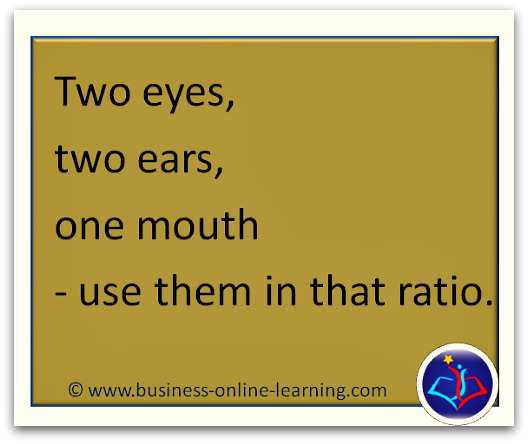 Two eyes,
two ears,
one mouth
- use them in that ratio.
© www.business-online-learning.com